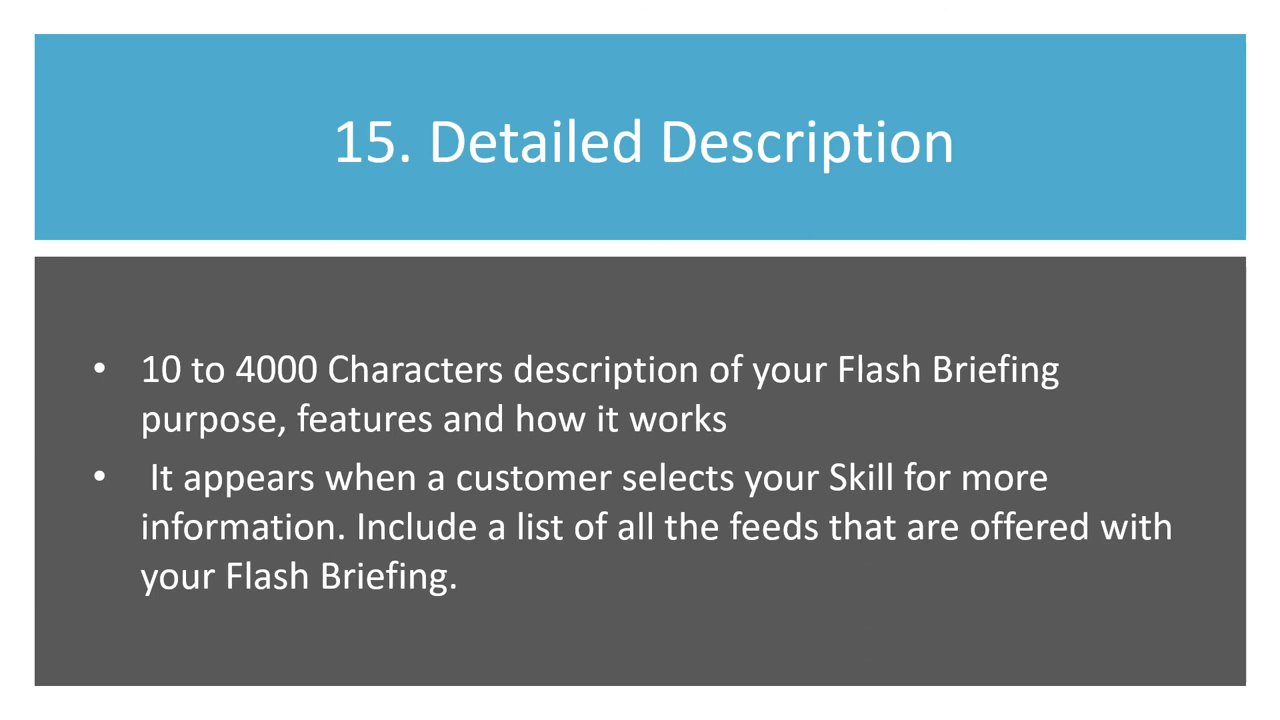 15. Detailed Description
• 10 to 4000 Characters description of your Flash Briefing
purpose, features and how it works
• It appears when a customer selects your Skill for more
information. Include a list of all the feeds that are offered with
your Flash Briefing.